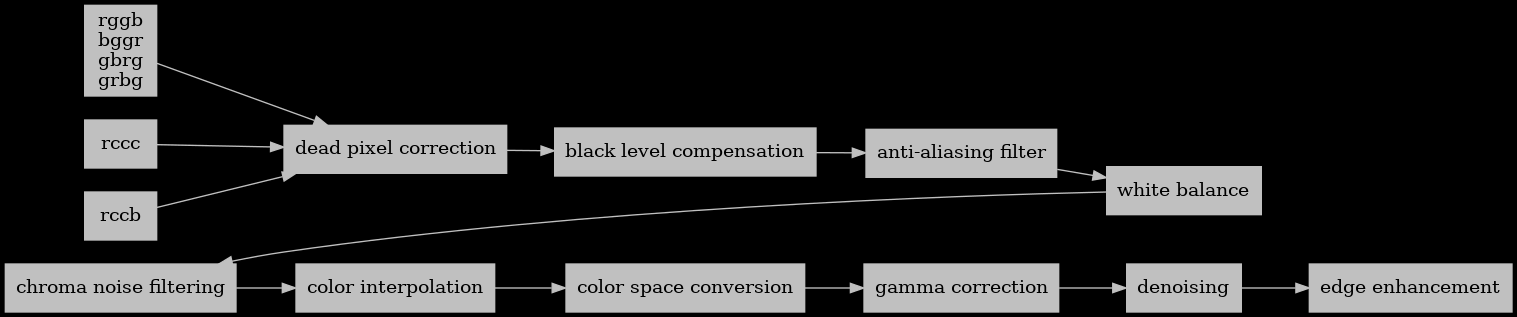 rggb
bggr
gbrg
grbg
rccc
rccb
dead pixel correction
black level compensation
anti-aliasing filter
white balance
chroma noise filtering
color interpolation
color space conversion
gamma correction
denoising
edge enhancement